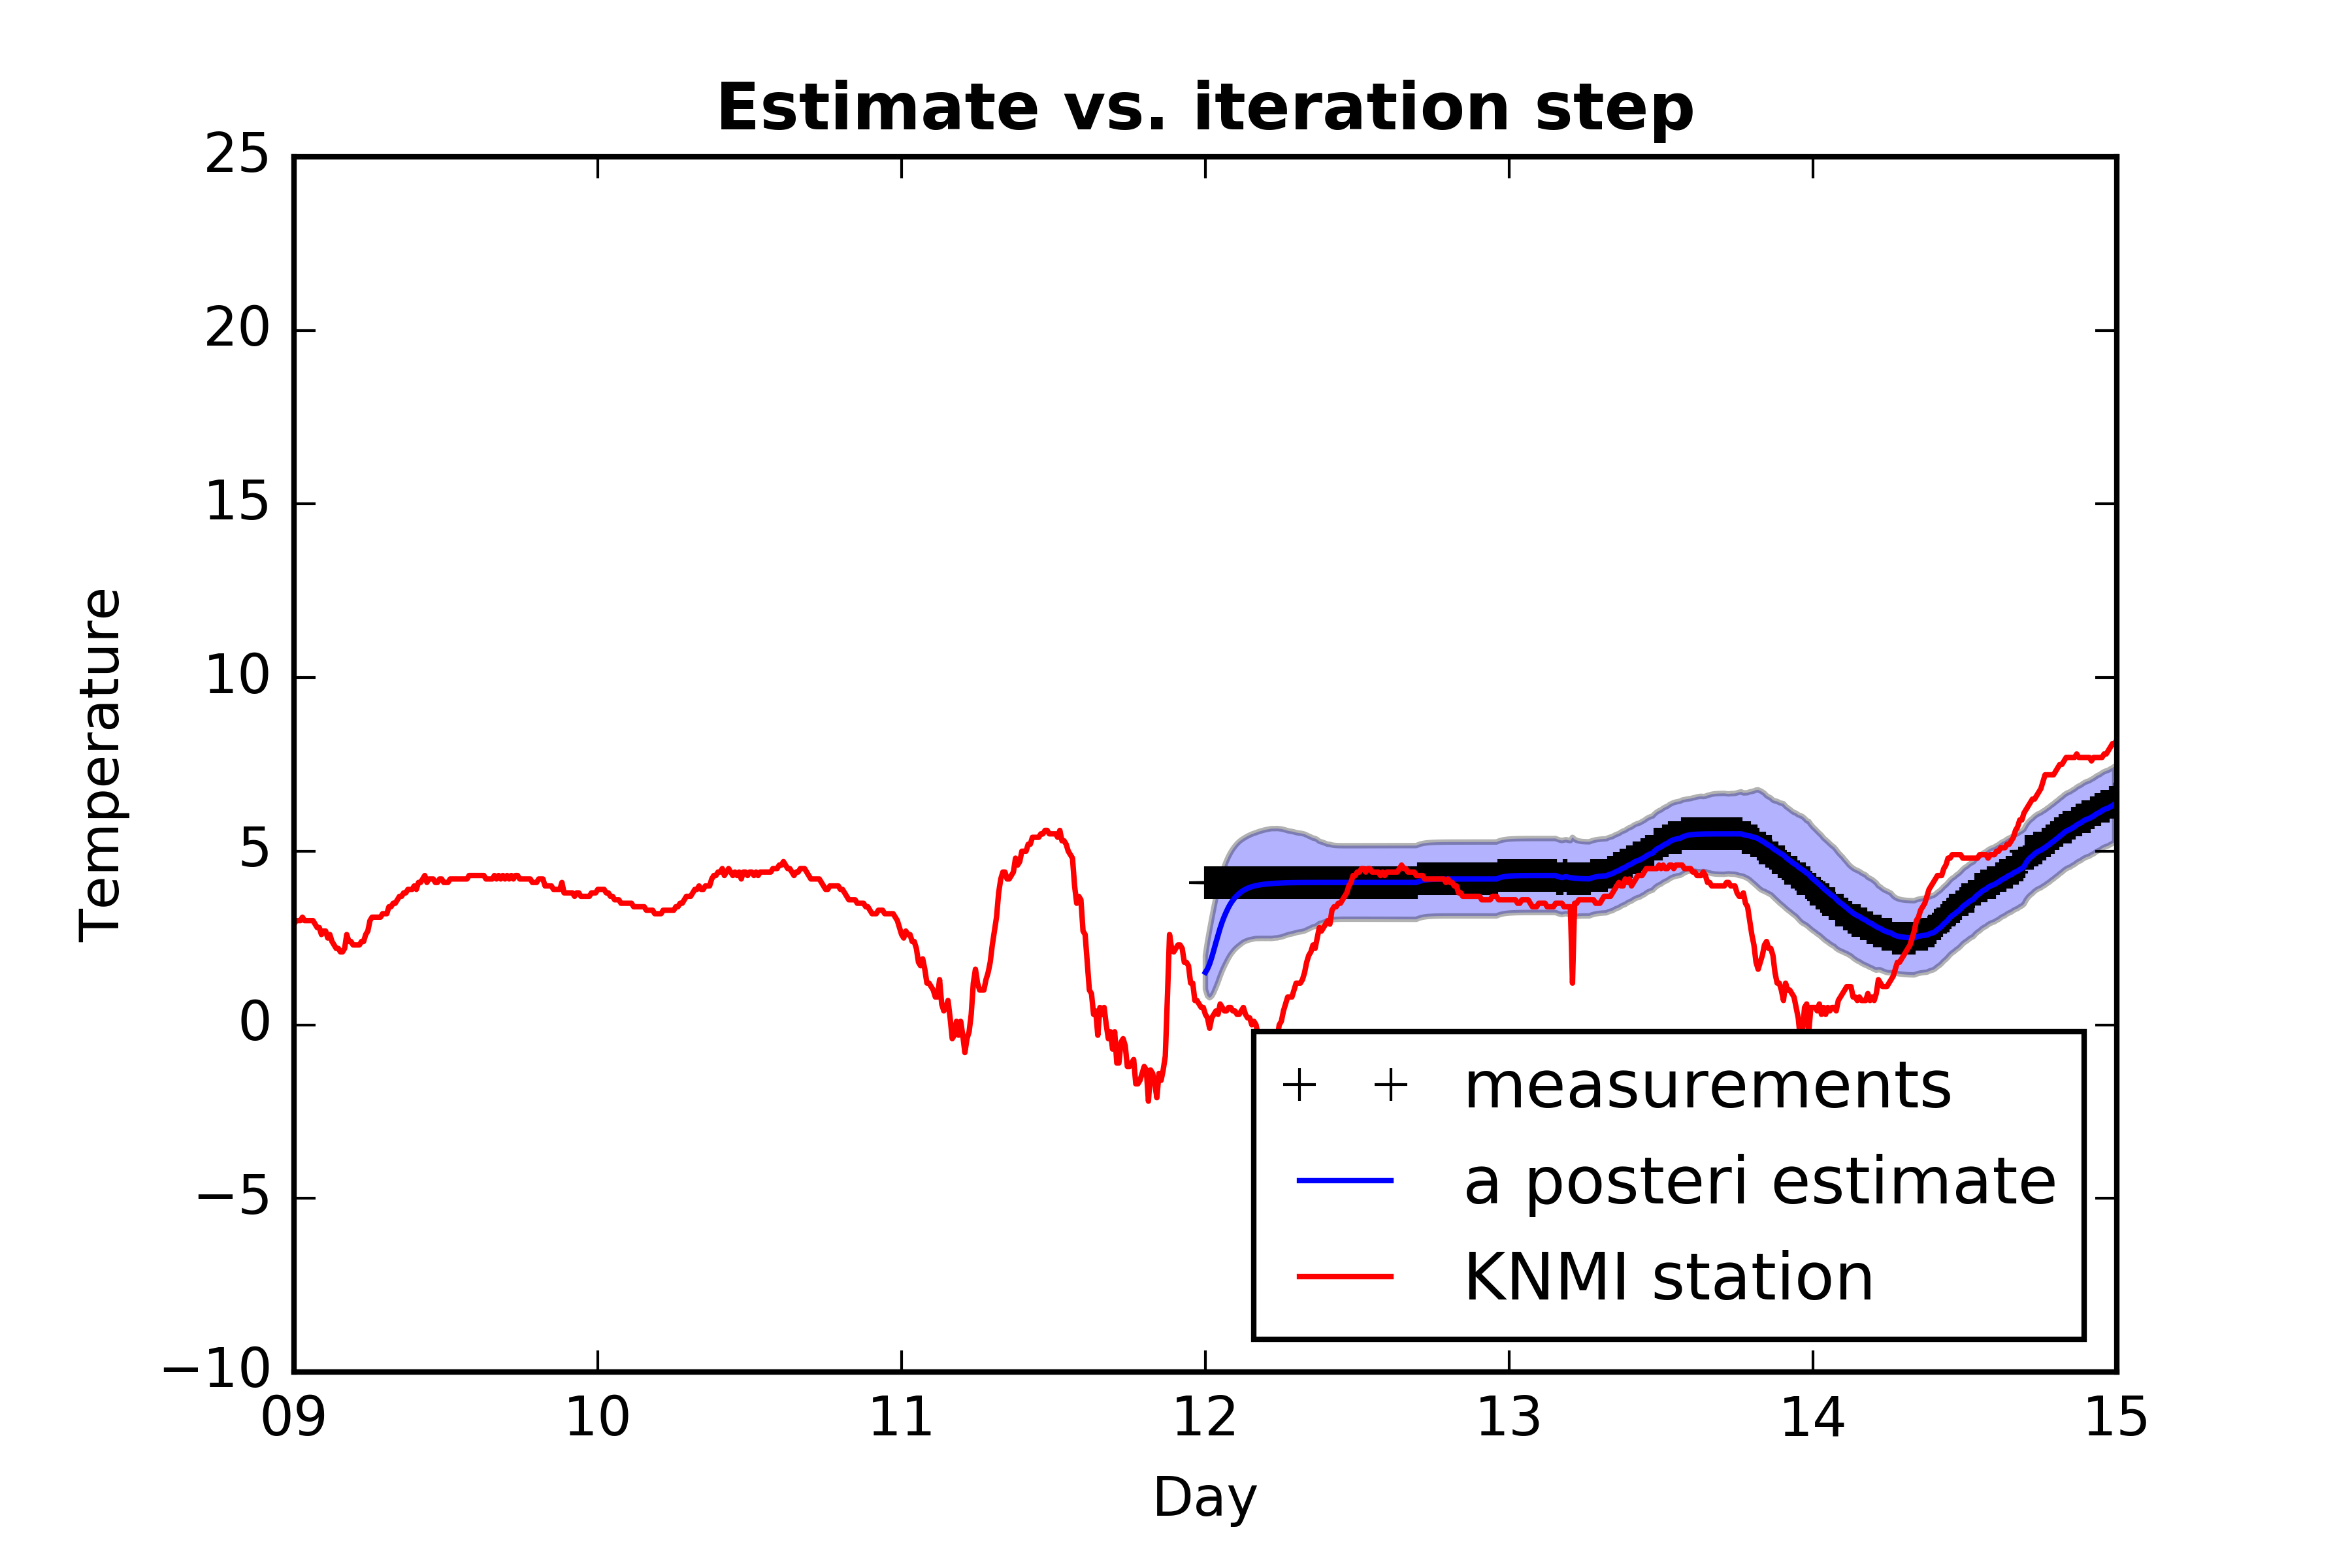 Estimate vs. iteration step
25
20
15
10
5
0
−5
−10
Temperature
measurements
a posteri estimate
KNMI station
09 10 11 12 13 14 15
Day